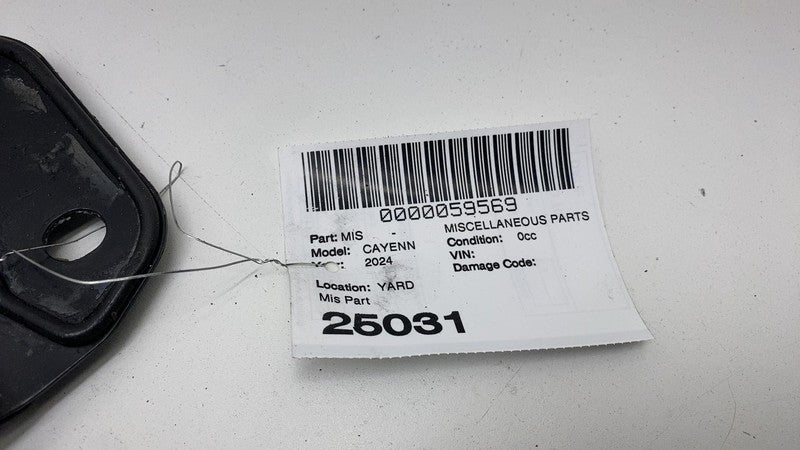 0000059569
Part: MIS - MISCELLANEOUS PARTS
Model: CAYENN Condition: 0cc
2024 VIN:
Damage Code:
Location: YARD
Mis Part
25031